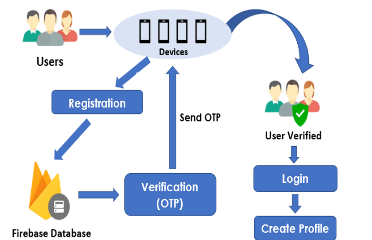 Devices
Users
Registration
Send OTP
User Verified
Verification
(OTP)
Login
Firebase Database
Create Profile